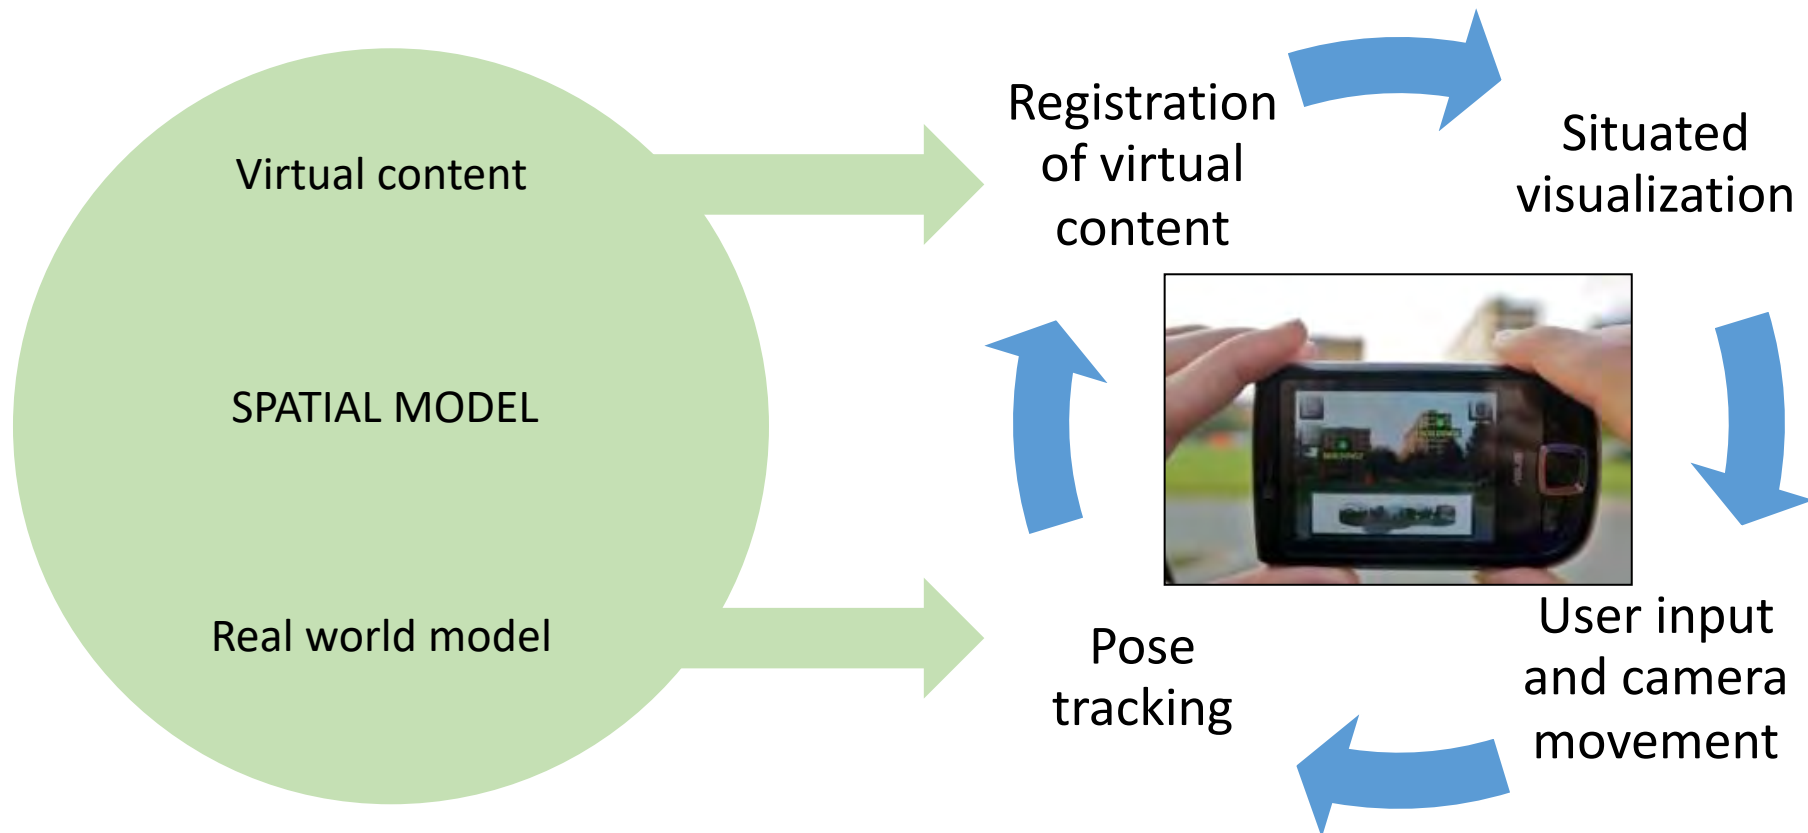 Virtual content
SPATIAL MODEL
Real world model
Registration
of virtual
content
Situated
visualization
User input
and camera
movement
Pose
tracking